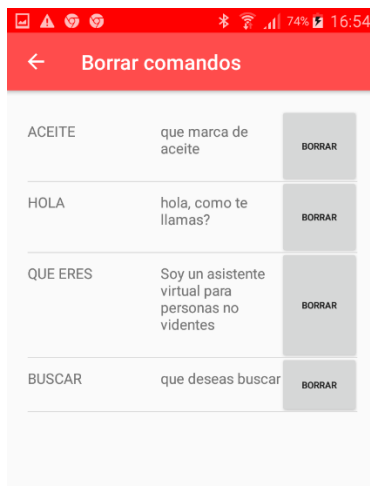 74% 16:54
Borrar comandos
ACEITE
que marca de
aceite
BORRAR
HOLA
hola, como te
llamas?
BORRAR
QUE ERES
Soy un asistente
virtual para
personas no
videntes
BORRAR
BUSCAR
que deseas buscar
BORRAR